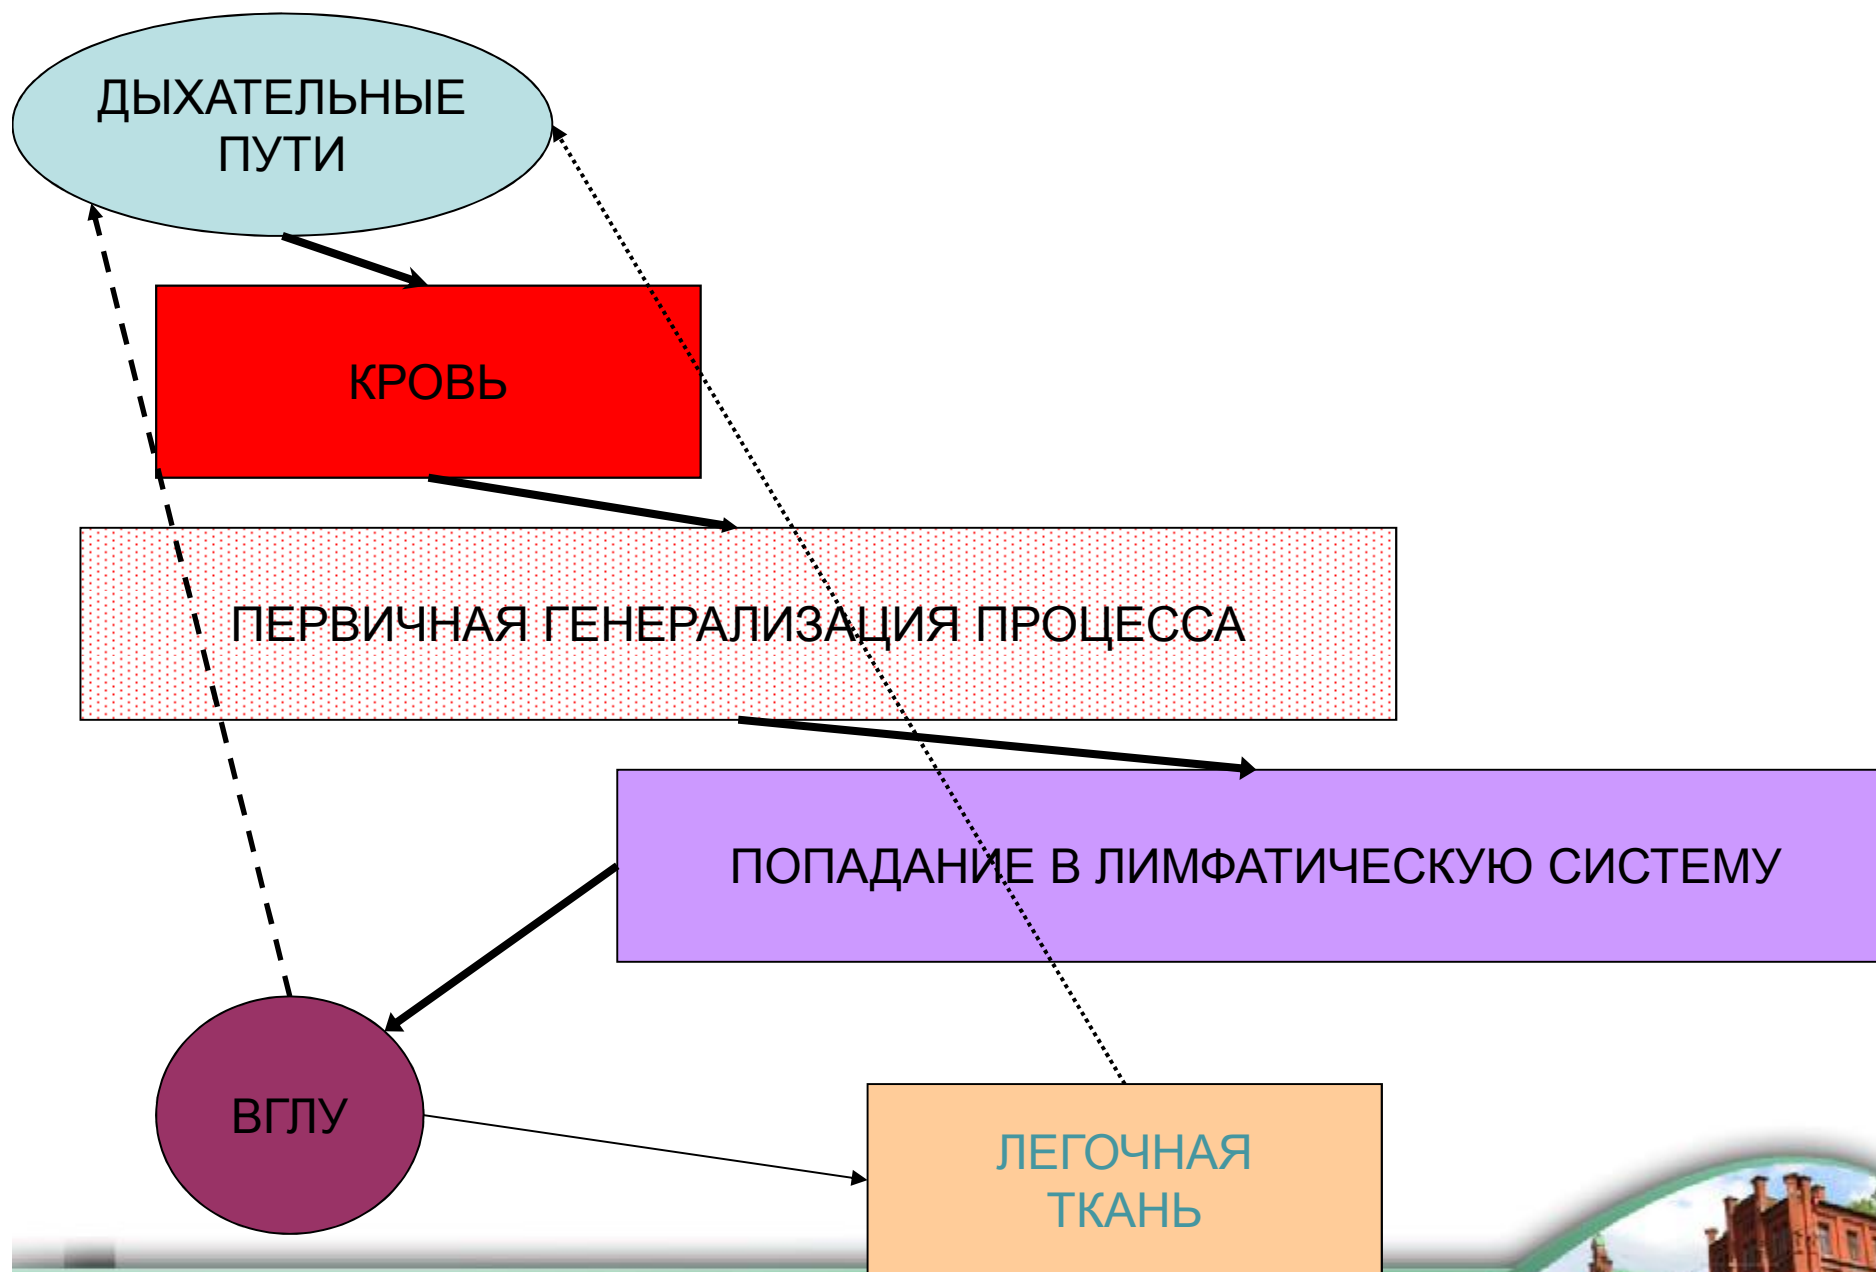 ДЫХАТЕЛЬНЫЕ
ПУТИ
КРОВЬ
ПЕРВИЧНАЯ ГЕНЕРАЛИЗАЦИЯ ПРОЦЕССА
ПОПАДАНИЕ В ЛИМФАТИЧЕСКУЮ СИСТЕМУ
ВГЛУ
ЛЕГОЧНАЯ
ТКАНЬ